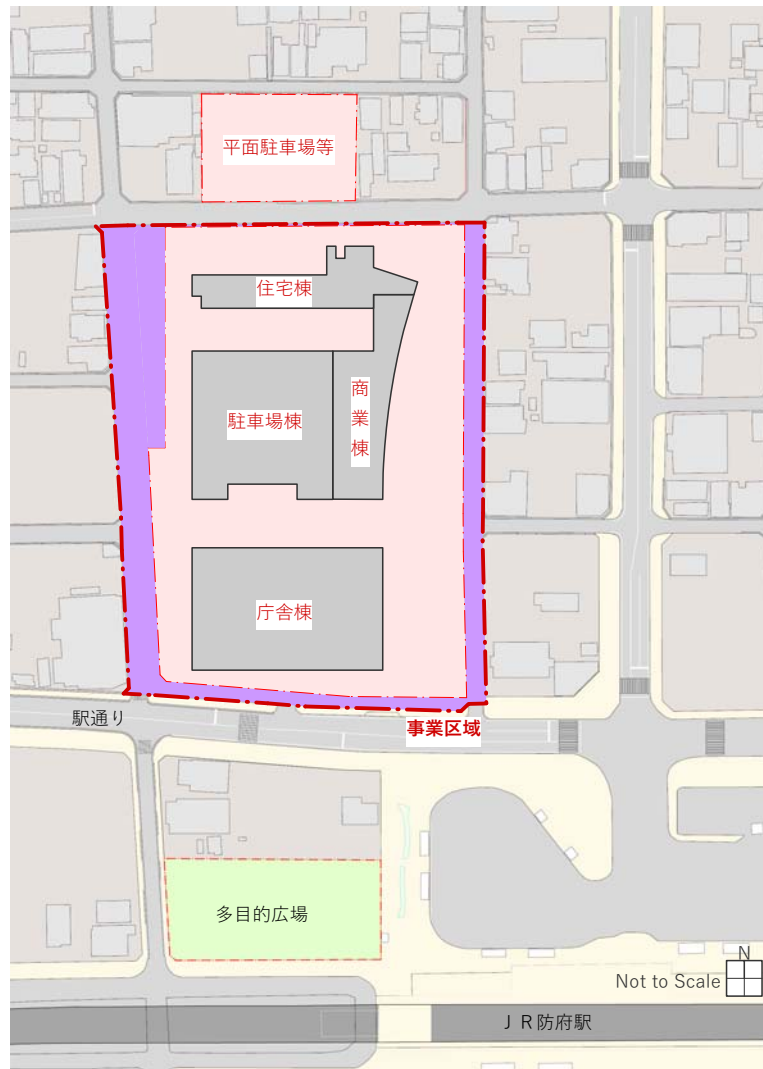 平面駐車場等
住宅棟
商業棟
駐車場棟
庁舎棟
駅通り
事業区域
多目的広場
N
Not to Scale
ＪＲ防府駅